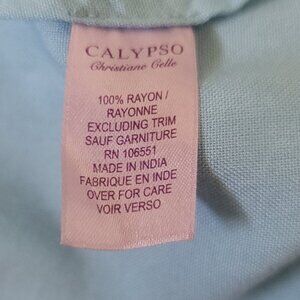 CALYPSO
Christiane Celle
100% RAYON /
RAYONNE
EXCLUDING TRIM
SAUF GARNITURE
RN 106551
MADE IN INDIA
FABRIQUE EN INDE
OVER FOR CARE
VOIR VERSO